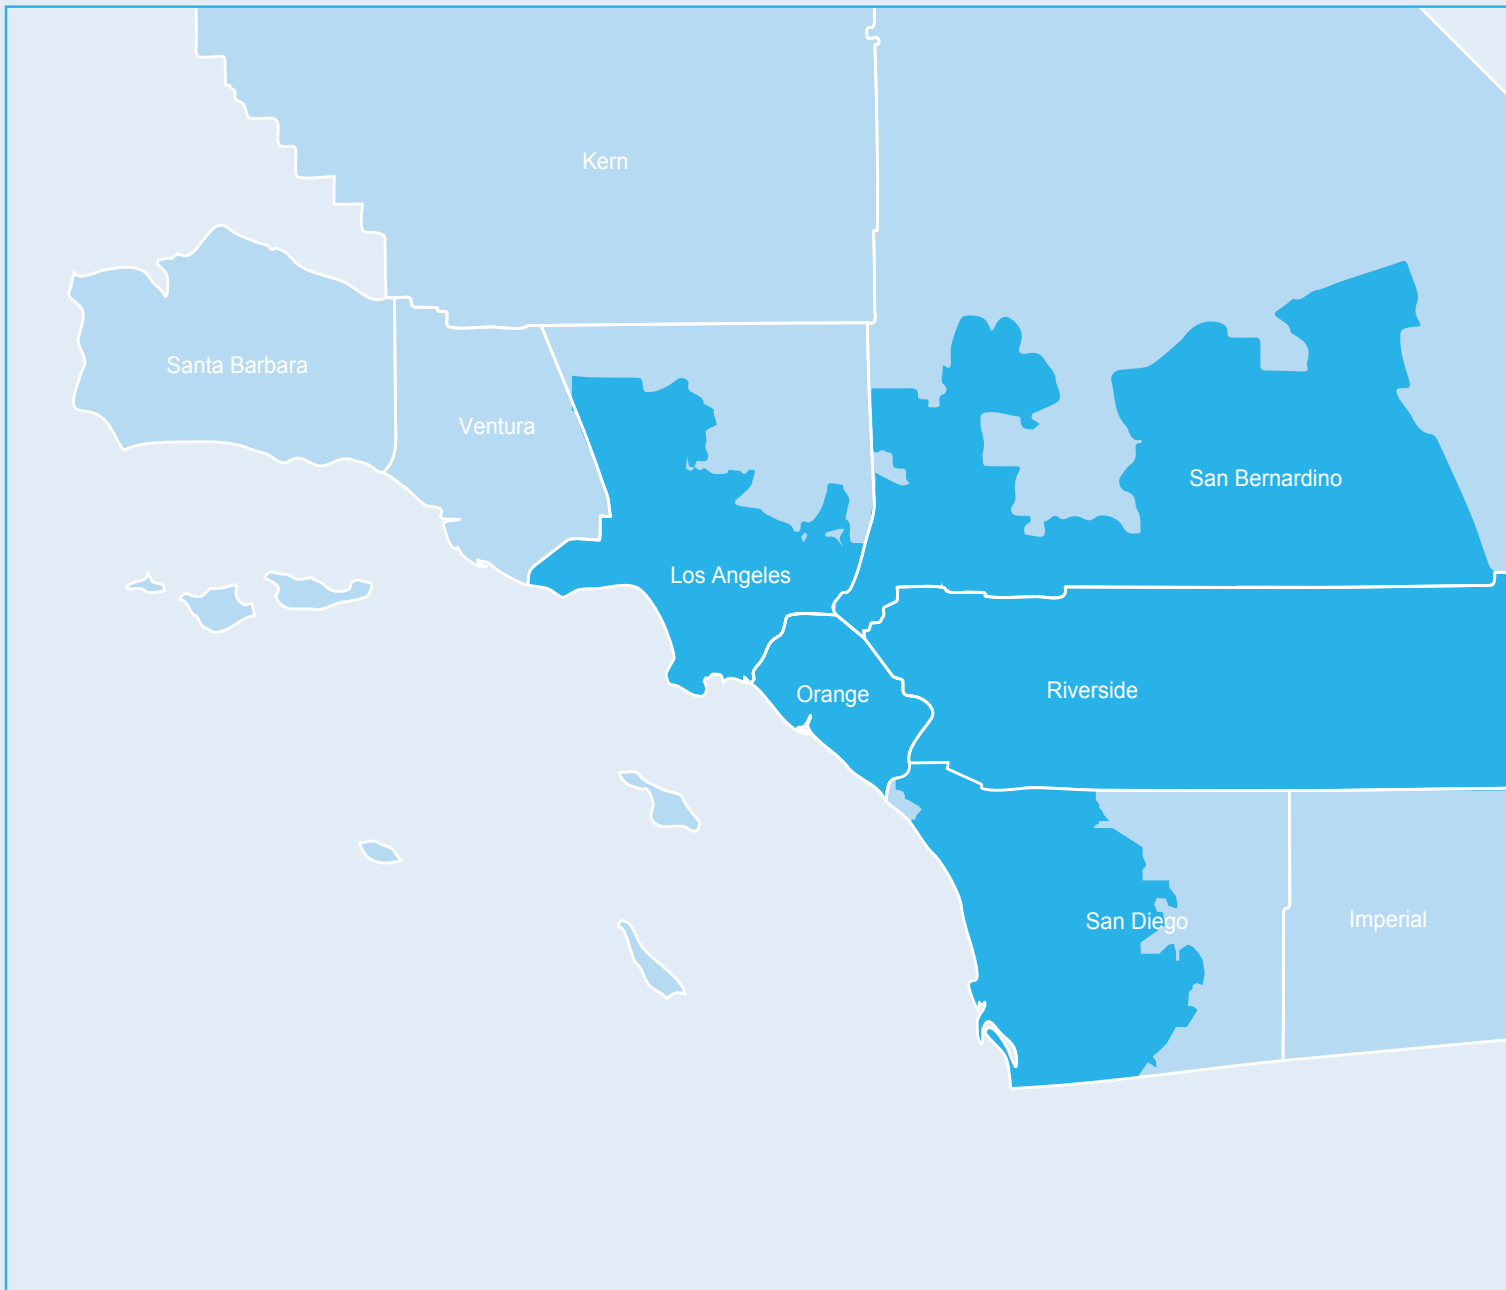 Kern
Santa Barbara
Ventura
San Bernardino
Los Angeles
Orange
Riverside
San Diego
Imperial